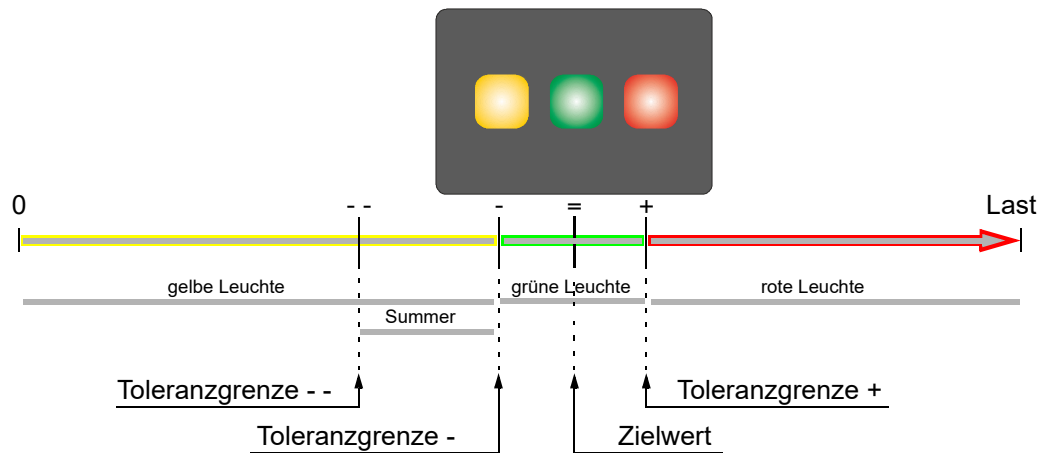 0 - - - = + Last
gelbe Leuchte grüne Leuchte rote Leuchte
Summer
Toleranzgrenze - - Toleranzgrenze +
Toleranzgrenze - Zielwert